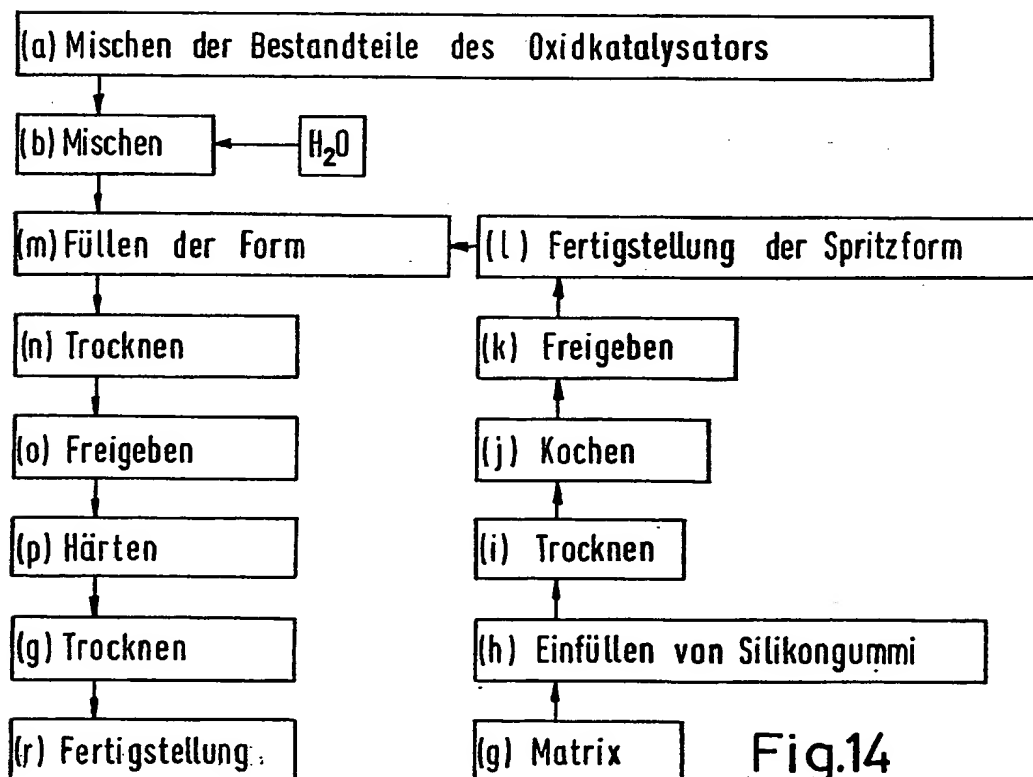 (a) Mischen der Bestandteile des Oxidkatalysators
(b) Mischen
H₂O
(m) Füllen der Form
(l) Fertigstellung der Spritzform
(n) Trocknen
(k) Freigeben
(o) Freigeben
(j) Kochen
(p) Härten
(i) Trocknen
(g) Trocknen
(h) Einfüllen von Silikongummi
(r) Fertigstellung
(g) Matrix
Fig.14